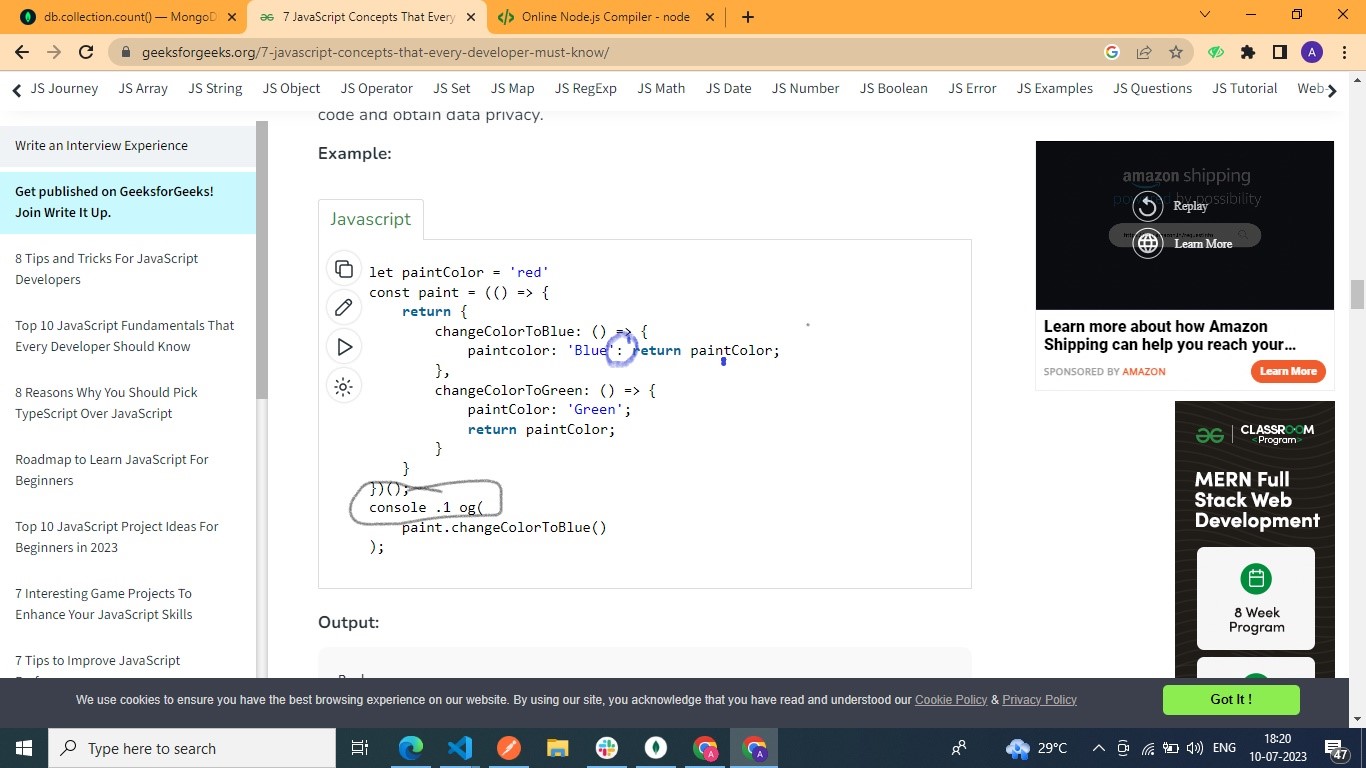 db.collection.count() — MongoD
7 JavaScript Concepts That Every
Online Node.js Compiler - node
geeksforgeeks.org/7-javascript-concepts-that-every-developer-must-know/
A
JS Journey JS Array JS String JS Object JS Operator JS Set JS Map JS RegExp JS Math JS Date JS Number JS Boolean JS Error JS Examples JS Questions JS Tutorial Web-
Write an Interview Experience
Get published on GeeksforGeeks!
Join Write It Up.
8 Tips and Tricks For JavaScript
Developers
Top 10 JavaScript Fundamentals That
Every Developer Should Know
8 Reasons Why You Should Pick
TypeScript Over JavaScript
Roadmap to Learn JavaScript For
Beginners
Top 10 JavaScript Project Ideas For
Beginners in 2023
7 Interesting Game Projects To
Enhance Your JavaScript Skills
7 Tips to Improve JavaScript
code and obtain data privacy.
Example:
Javascript
let paintColor = 'red'
const paint = (() => {
    return {
        changeColorToBlue: () => {
            paintcolor: 'Blue': return paintColor;
        },
        changeColorToGreen: () => {
            paintColor: 'Green';
            return paintColor;
        }
    }
})();
console .1 og(
    paint.changeColorToBlue()
);
Output:
amazon shipping
powered by possibility
Replay
Learn More
Learn more about how Amazon
Shipping can help you reach your...
SPONSORED BY AMAZON
Learn More
CLASSROOM
<Program>
MERN Full
Stack Web
Development
8 Week
Program
We use cookies to ensure you have the best browsing experience on our website. By using our site, you acknowledge that you have read and understood our Cookie Policy & Privacy Policy
Got It !
Type here to search
A
29°C
ENG
18:20
10-07-2023
47